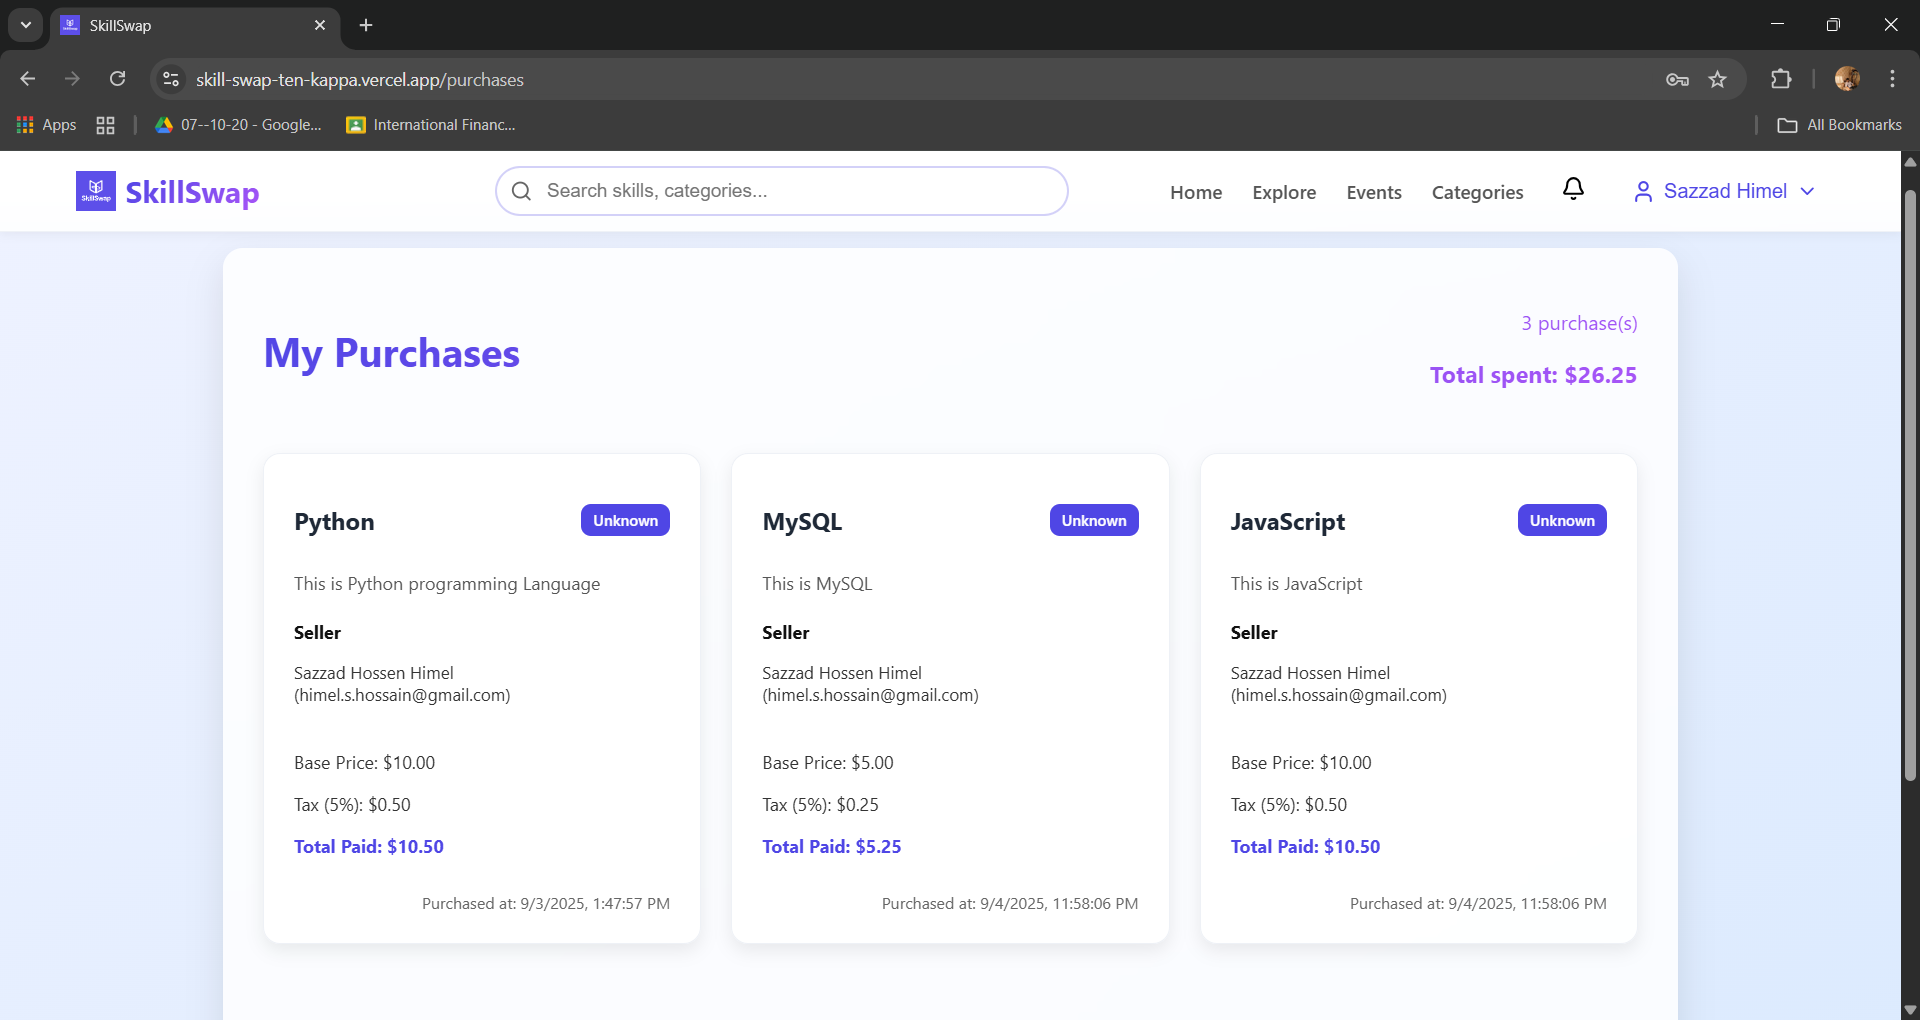 SkillSwap
skill-swap-ten-kappa.vercel.app/purchases
Apps
07--10-20 - Google...
International Financ...
All Bookmarks
SkillSwap
SkillSwap
Search skills, categories...
Home
Explore
Events
Categories
Sazzad Himel
My Purchases
3 purchase(s)
Total spent: $26.25
Python
Unknown
This is Python programming Language
Seller
Sazzad Hossen Himel
(himel.s.hossain@gmail.com)
Base Price: $10.00
Tax (5%): $0.50
Total Paid: $10.50
Purchased at: 9/3/2025, 1:47:57 PM
MySQL
Unknown
This is MySQL
Seller
Sazzad Hossen Himel
(himel.s.hossain@gmail.com)
Base Price: $5.00
Tax (5%): $0.25
Total Paid: $5.25
Purchased at: 9/4/2025, 11:58:06 PM
JavaScript
Unknown
This is JavaScript
Seller
Sazzad Hossen Himel
(himel.s.hossain@gmail.com)
Base Price: $10.00
Tax (5%): $0.50
Total Paid: $10.50
Purchased at: 9/4/2025, 11:58:06 PM